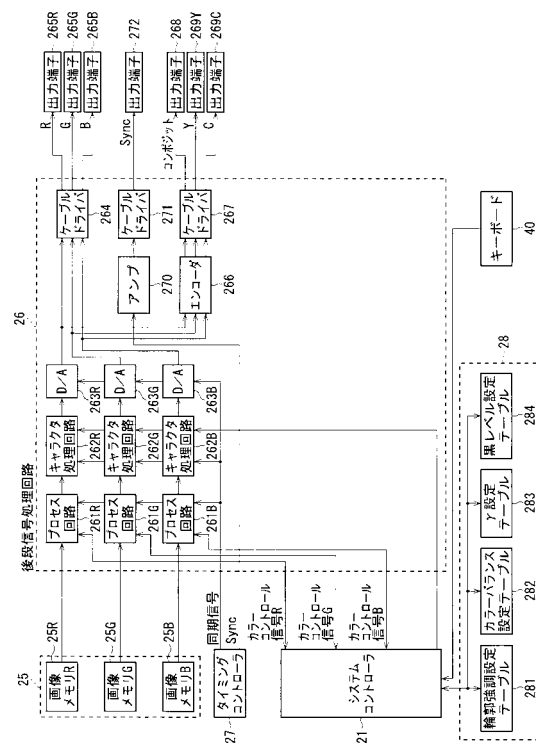 後段信号処理回路
26
25
画像
メモリR
25R
画像
メモリG
25G
画像
メモリB
25B
プロセス
回路
261R
プロセス
回路
261G
プロセス
回路
261B
キャラクタ
処理回路
262R
キャラクタ
処理回路
262G
キャラクタ
処理回路
262B
D/A
263R
D/A
263G
D/A
263B
ケーブル
ドライバ
264
アンプ
270
ケーブル
ドライバ
271
エンコーダ
266
ケーブル
ドライバ
267
R
G
B
Sync
コンポジット
Y
C
出力端子
265R
出力端子
265G
出力端子
265B
出力端子
272
出力端子
268
出力端子
269Y
出力端子
269C
タイミング
コントローラ
27
同期信号
Sync
カラー
コントロール
信号R
カラー
コントロール
信号G
カラー
コントロール
信号B
システム
コントローラ
21
キーボード
40
28
輪郭強調設定
テーブル
281
カラーバランス
設定テーブル
282
γ設定
テーブル
283
黒レベル設定
テーブル
284